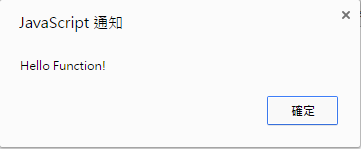 JavaScript 通知
Hello Function!
確定